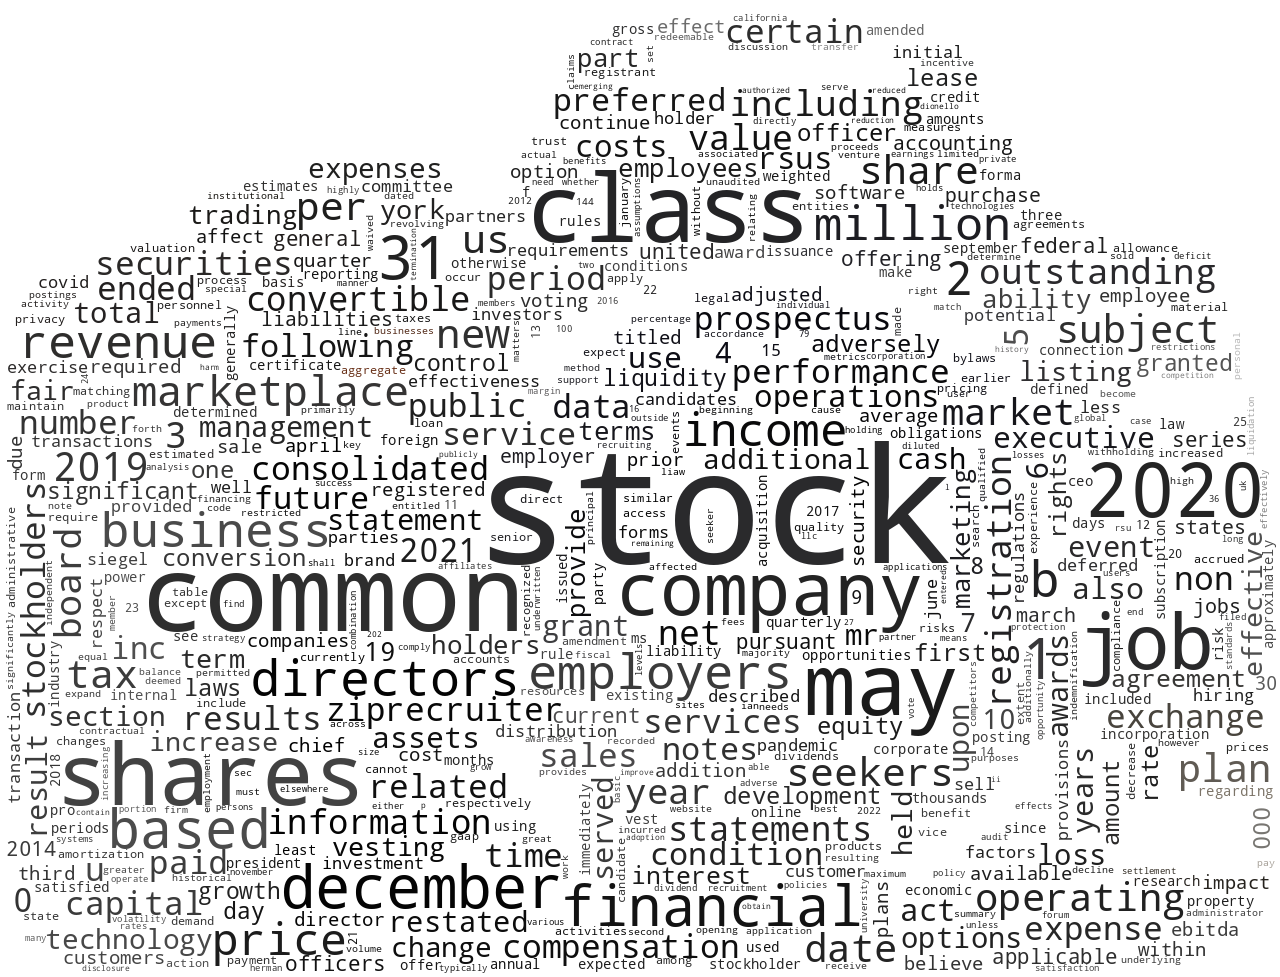 california
gross effect certain amended
contract redeemable
set discussion transfer
part initial
claims registrant incentive
lease
emerging authorized serve reduced credit
preferred including dionello
continue holder directly reduction amounts
costs value officer measures
trust accounting
actual associated rsus proceeds earnings limited private
expenses benefits venture
option employees weighted share forma
estimates highly committee need whether unaudited software holds purchase
institutional dated f 2012 144 january assumptions technologies
trading per york partners class entities million three
revolving rules without relating agreements
affect general waived us
valuation requirements united award issuance september federal allowance
securities quarter 31 termination otherwise two conditions offering determine sold deficit
process basis reporting manner occur period apply make 2 outstanding
covid ended special convertible members voting 2016 22 legal adjusted right ability employee
postings activity personnel liabilities taxes investors individual match material
privacy total payments line businesses new matters 13 100 percentage prospectus made potential
revenue generally following titled accordance 79 adversely 5 subject
harm certificate aggregate control expect use 4 15 metrics corporation history connection restrictions personal
exercise required method bylaws
fair 24 matching marketplace effectiveness support liquidity performance earlier listing granted competition
maintain product primarily margin candidates operations user pricing defined become
number forth determined public data 16 outside beginning cause average market less case law 25
transactions 3 management loan service terms events income holding obligations global
sale april key foreign recruiting diluted executive series liquidation
due estimated employer prior liaw additional cash losses withholding increased
form 2019 analysis one consolidated publicly
significant well success registered direct similar stock qualified 6 rights ceo high 2020 uk
note financing future entitled 11 principal access acquisition 2017 security 1 search 36 effectively
require provided code restricted statement forms quality llc experience days rsu 12 states
business parties senior provide remaining seeker marketing registration long
siegel conversion shall brand 2021 event 20 accrued
stockholders board independent power affiliates issued party affected applications 8 regulations deferred subscription non effective approximately
administrative significantly respect table except find common recognized underwritten company 9 june entered b also users jobs
member 23 combination 202 grant fees quarterly 27 7 march end filed
see strategy companies comply holders amendment ms net pursuant mr partner risks protection job compliance risk
inc currently 19 rule fiscal liability majority opportunities means first 1 standards
equal term permitted accounts levels agreement
tax balance deemed laws directors resources employers existing described may competitors extent additionally indemnification included hiring 30
expand internal include sites ianneeds vote opportunity
industry section results ziprecruiter current services equity upon 10 awards exchange
contractual across distribution incorporation
transaction result changes increase chief assets awareness recorded notes pandemic corporate posting however prices
2018 size cost months sales dividends 14 purposes
increasing shares sec cannot grow provides improve addition able seekers ii provisions years decrease rate plan
employment must elsewhere related basic adverse sell amount regarding
pro contain portion firm persons either p respectively immediately served year development thousands effects
periods based information using vest website online best 2022 held benefit since 000
systems gaap incurred statements vice audit
2014 amortization least vesting great adoption products
paid president time candidate condition resulting factors loss pay
third u greater operate historical november investment work interest customer maximum policy available decline settlement
satisfied growth december dividend recruitment policies university plans economic research impact
0 capital day financial obtain operating property
state volatility demand director restated various act summary forum administrator
rates activities second opening application unless
many technology price 21 volume change compensation date options expense ebitda
customers payment used within
action officers offer annual expected among stockholder believe applicable underlying
disclosure herman typically receive satisfaction